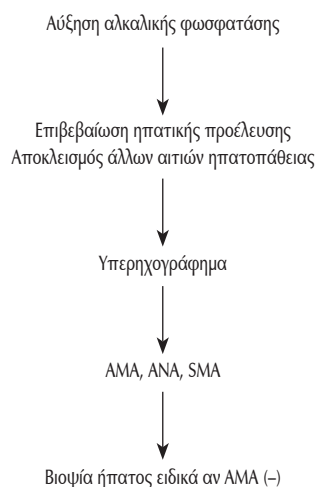 Αύξηση αλκαλικής φωσφατάσης
Επιβεβαίωση ηπατικής προέλευσης
Αποκλεισμός άλλων αιτιών ηπατοπάθειας
Υπερηχογράφημα
AMA, ANA, SMA
Βιοψία ήπατος ειδικά αν AMA (–)